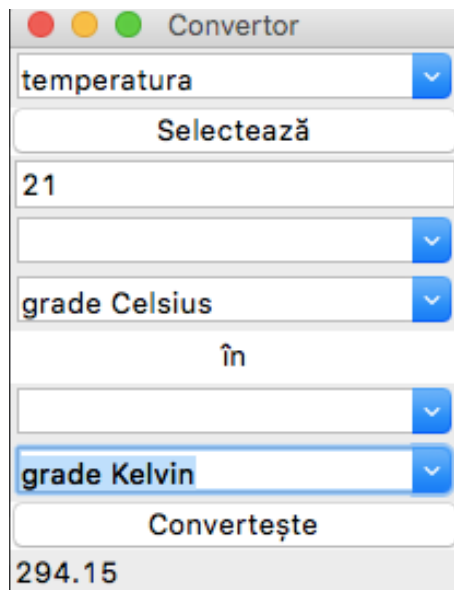 Convertor
temperatura
Selectează
21
grade Celsius
în
grade Kelvin
Convertește
294.15